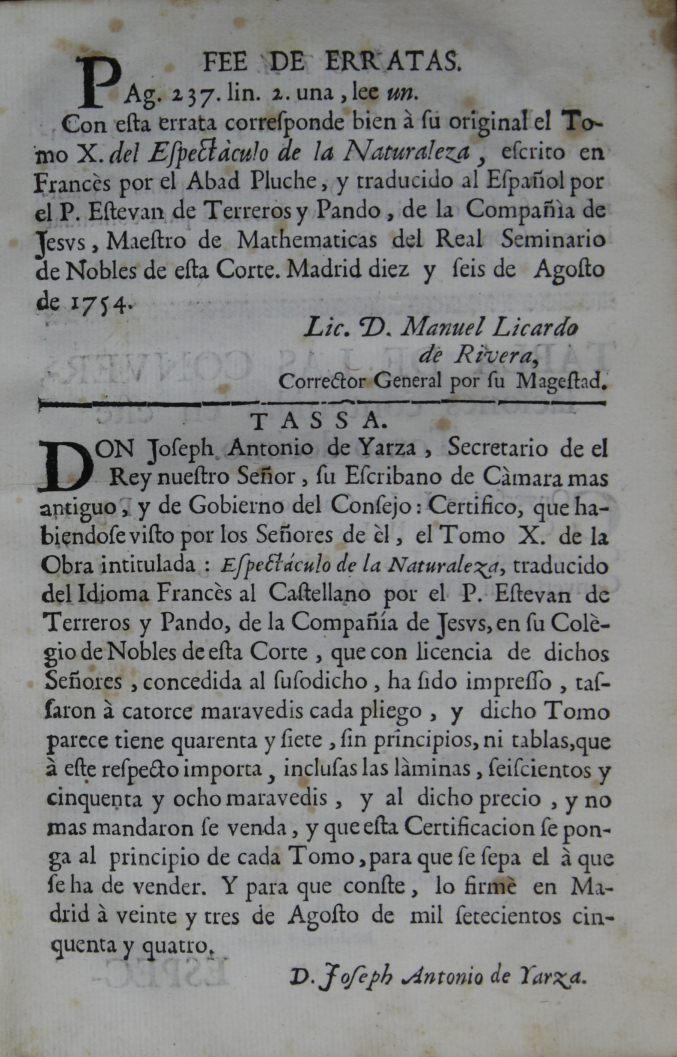 FEE DE ERRATAS.
PAg. 237. lin. 2. una, lee un.
Con eſta errata correſponde bien à ſu original el To-
mo X. del Eſpectáculo de la Naturaleza, eſcrito en
Francès por el Abad Pluche, y traducido al Eſpañol por
el P. Eſtevan de Terreros y Pando, de la Compañìa de
Jesvs, Maeſtro de Mathematicas del Real Seminario
de Nobles de eſta Corte. Madrid diez y ſeis de Agoſto
de 1754.
Lic. D. Manuel Licardo
de Rivera,
Corrector General por ſu Mageſtad.
TASSA.
DON Joſeph Antonio de Yarza, Secretario de el
Rey nueſtro Señor, ſu Eſcribano de Càmara mas
antiguo, y de Gobierno del Conſejo: Certifico, que ha-
biendoſe viſto por los Señores de èl, el Tomo X. de la
Obra intitulada: Eſpectáculo de la Naturaleza, traducido
del Idioma Francès al Caſtellano por el P. Eſtevan de
Terreros y Pando, de la Compañía de Jesvs, en ſu Colè-
gio de Nobles de eſta Corte, que con licencia de dichos
Señores, concedida al ſuſodicho, ha ſido impreſſo, taſ-
ſaron à catorce maravedis cada pliego, y dicho Tomo
parece tiene quarenta y ſiete, ſin principios, ni tablas, que
à eſte reſpecto importa, incluſas las làminas, ſeiſcientos y
cinquenta y ocho maravedis, y al dicho precio, y no
mas mandaron ſe venda, y que eſta Certificacion ſe pon-
ga al principio de cada Tomo, para que ſe ſepa el à que
ſe ha de vender. Y para que conſte, lo firmè en Ma-
drid à veinte y tres de Agoſto de mil ſetecientos cin-
quenta y quatro.
D. Joſeph Antonio de Yarza.